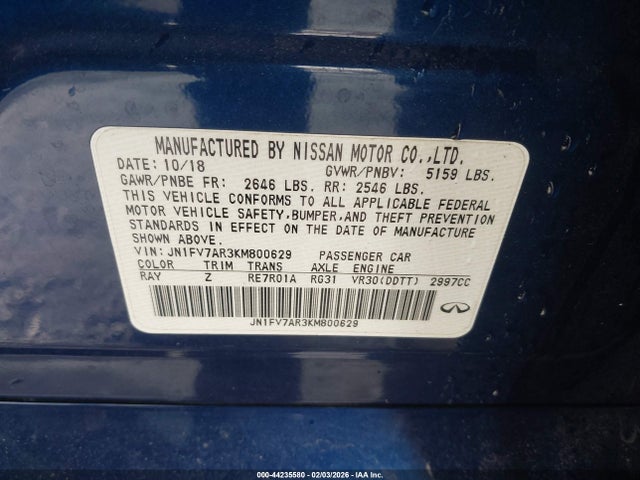 MANUFACTURED BY NISSAN MOTOR CO.,LTD.
DATE: 10/18 GVWR/PNBV: 5159 LBS.
GAWR/PNBE FR: 2646 LBS. RR: 2546 LBS.
THIS VEHICLE CONFORMS TO ALL APPLICABLE FEDERAL
MOTOR VEHICLE SAFETY, BUMPER, AND THEFT PREVENTION
STANDARDS IN EFFECT ON THE DATE OF MANUFACTURE
SHOWN ABOVE.
VIN: JN1FV7AR3KM800629 PASSENGER CAR
COLOR TRIM TRANS AXLE ENGINE
RAY Z RE7R01A RG31 VR30(DDTT) 2997CC
JN1FV7AR3KM800629
000-44235580 - 02/03/2026 - IAA Inc.